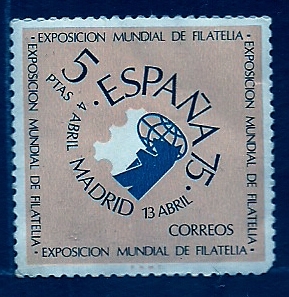 EXPOSICION MUNDIAL DE FILATELIA
EXPOSICION MUNDIAL DE FILATELIA
EXPOSICION MUNDIAL DE FILATELIA
5
PTAS
· ESPAÑA 75 ·
4 ABRIL
MADRID
13 ABRIL
CORREOS
EXPOSICION MUNDIAL DE FILATELIA